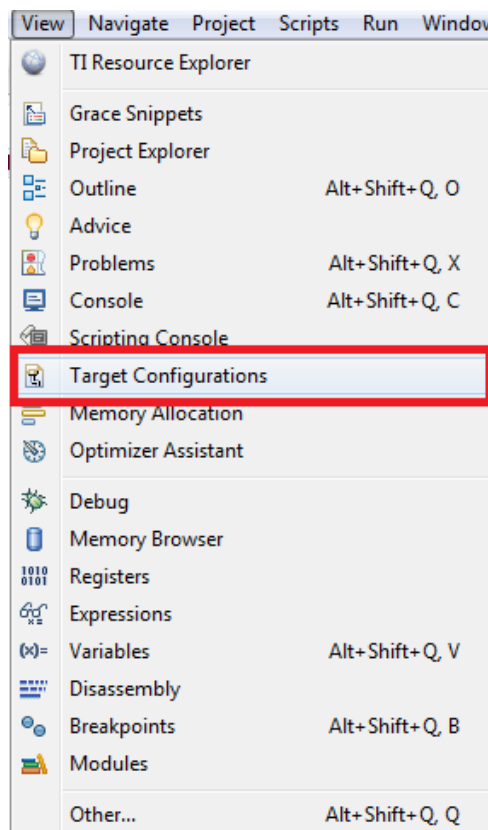 View Navigate Project Scripts Run Window
TI Resource Explorer
Grace Snippets
Project Explorer
Outline Alt+Shift+Q, O
Advice
Problems Alt+Shift+Q, X
Console Alt+Shift+Q, C
Scripting Console
Target Configurations
Memory Allocation
Optimizer Assistant
Debug
Memory Browser
1010
0101 Registers
Expressions
(x)= Variables Alt+Shift+Q, V
Disassembly
Breakpoints Alt+Shift+Q, B
Modules
Other... Alt+Shift+Q, Q